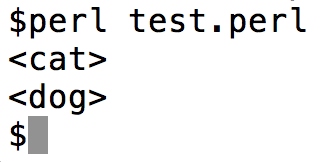 $perl test.perl
<cat>
<dog>
$